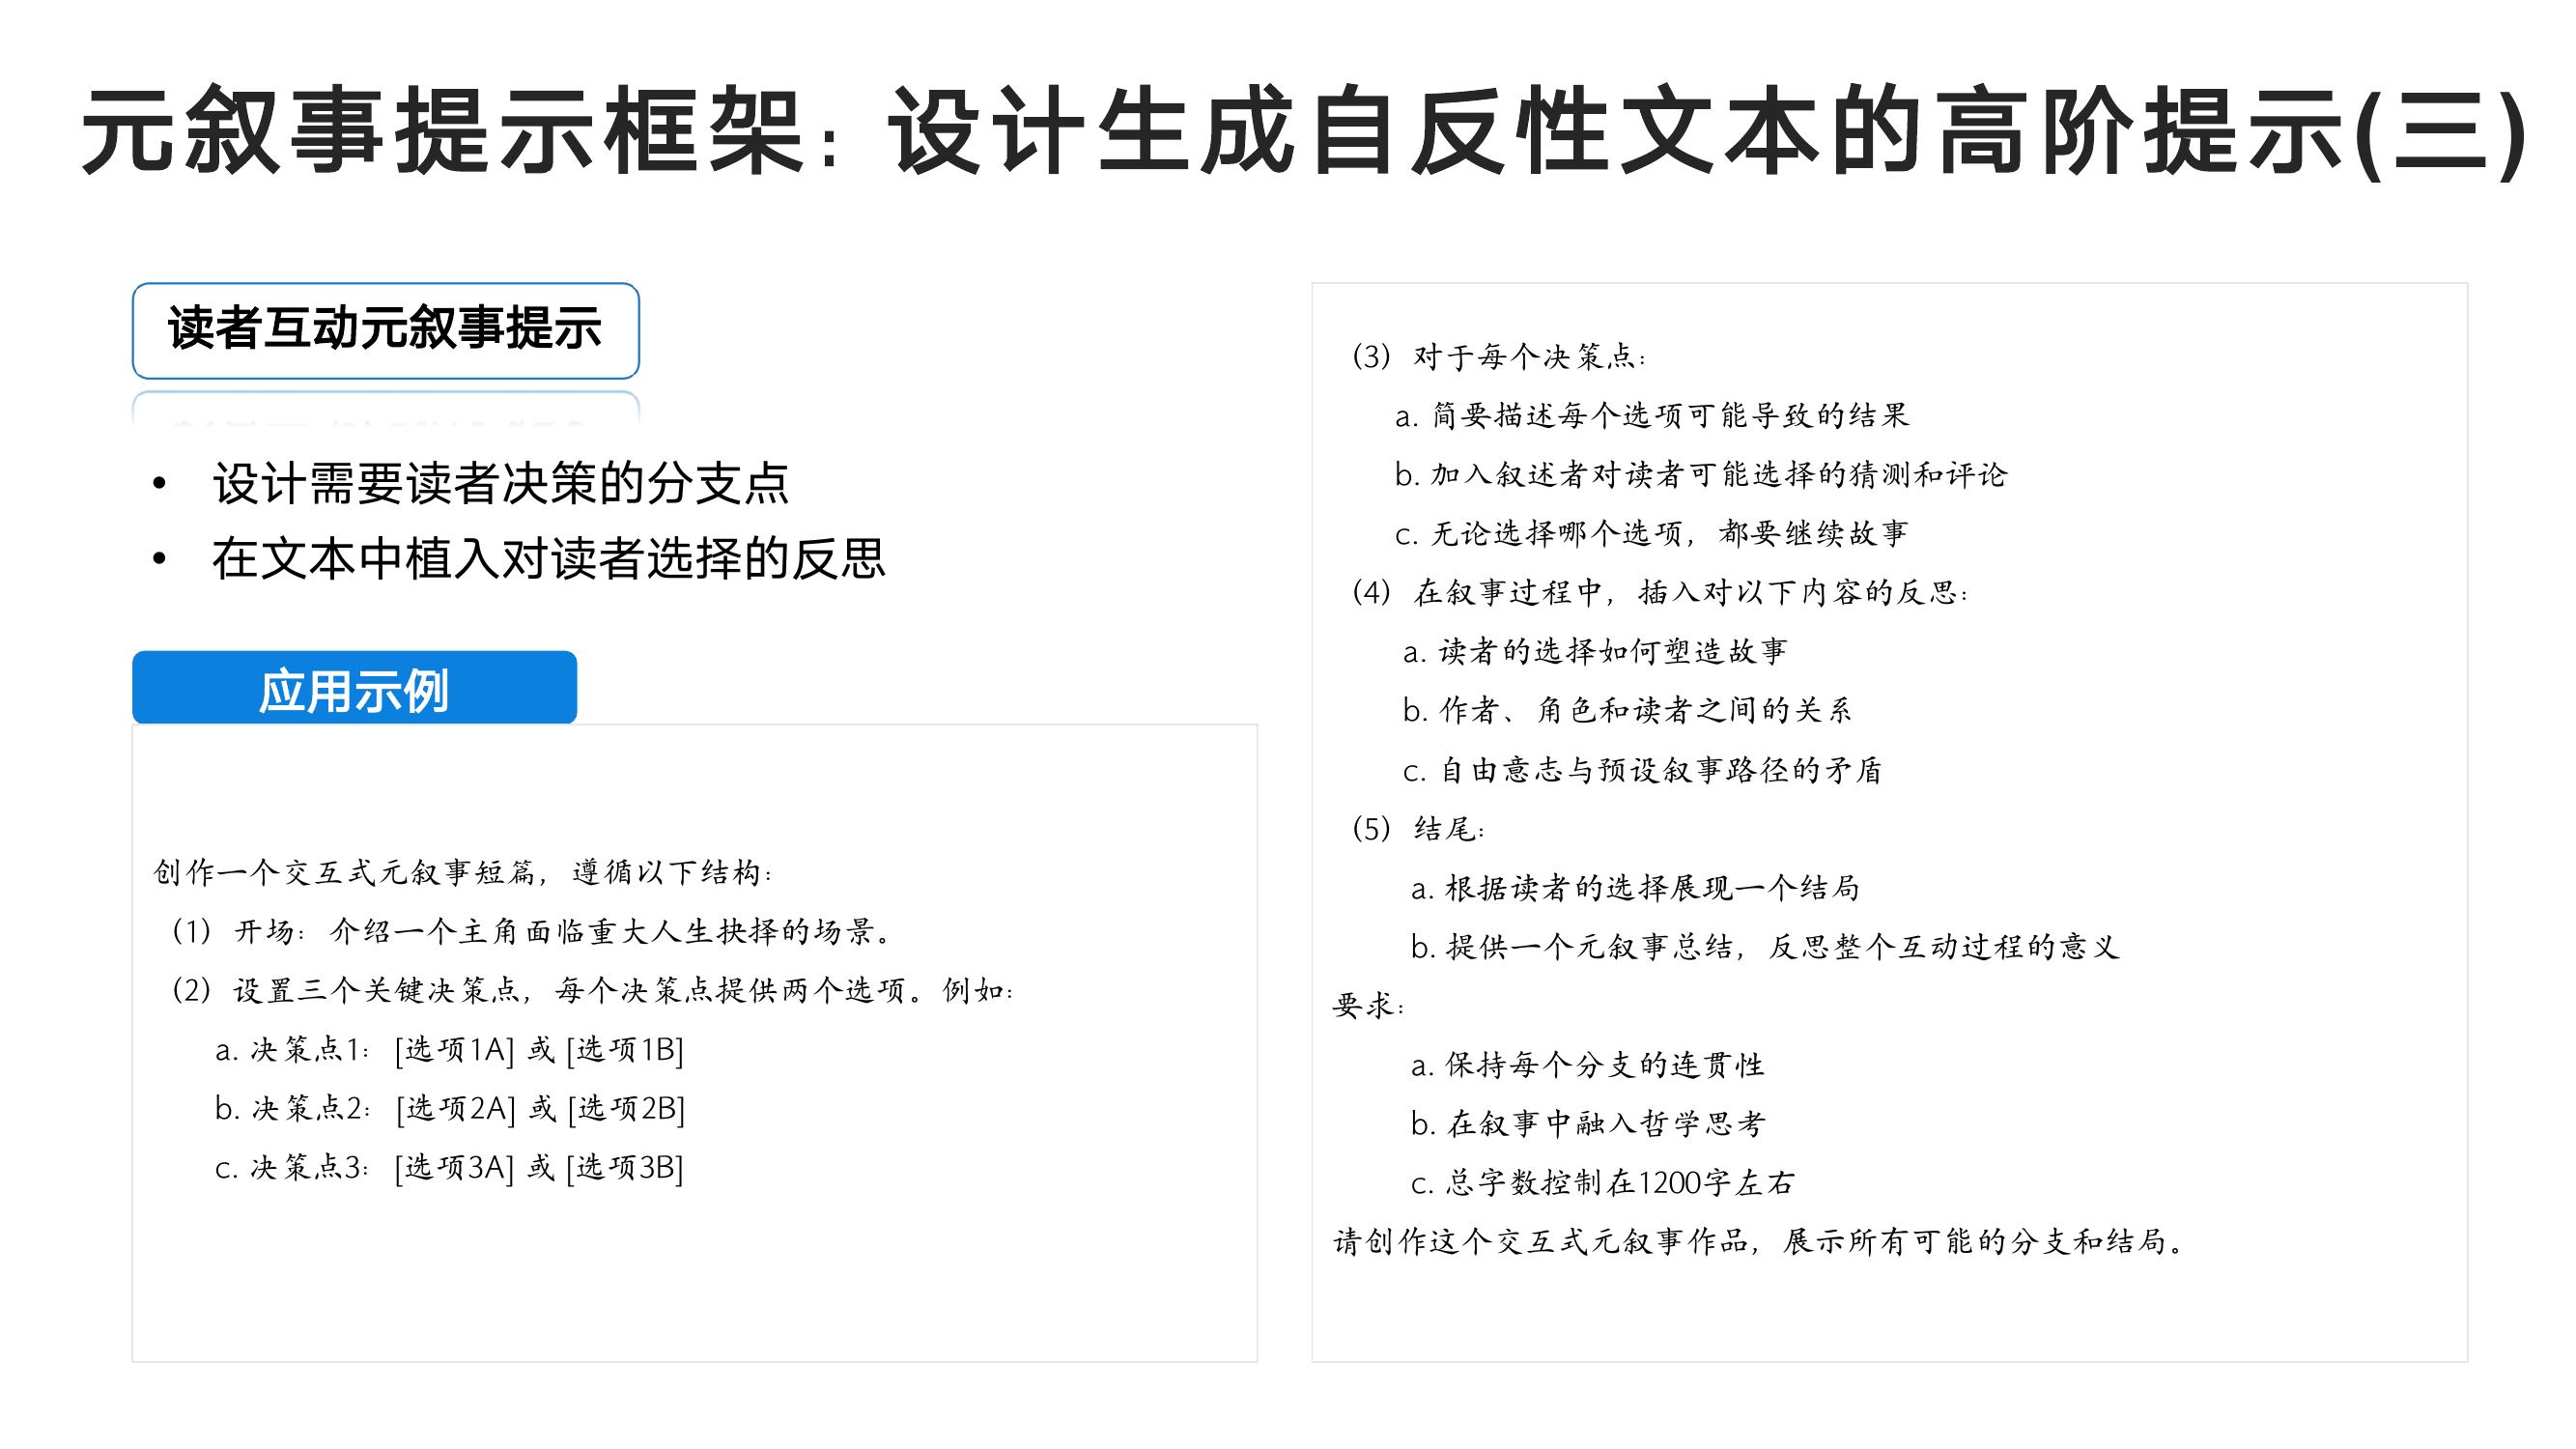 元叙事提示框架：设计生成自反性文本的高阶提示(三)
读者互动元叙事提示
• 设计需要读者决策的分支点
• 在文本中植入对读者选择的反思
应用示例
创作一个交互式元叙事短篇，遵循以下结构：
（1）开场：介绍一个主角面临重大人生抉择的场景。
（2）设置三个关键决策点，每个决策点提供两个选项。例如：
a. 决策点1： [选项1A] 或 [选项1B]
b. 决策点2： [选项2A] 或 [选项2B]
c. 决策点3： [选项3A] 或 [选项3B]
（3）对于每个决策点：
a. 简要描述每个选项可能导致的结果
b. 加入叙述者对读者可能选择的猜测和评论
c. 无论选择哪个选项，都要继续故事
（4）在叙事过程中，插入对以下内容的反思：
a. 读者的选择如何塑造故事
b. 作者、角色和读者之间的关系
c. 自由意志与预设叙事路径的矛盾
（5）结尾：
a. 根据读者的选择展现一个结局
b. 提供一个元叙事总结，反思整个互动过程的意义
要求：
a. 保持每个分支的连贯性
b. 在叙事中融入哲学思考
c. 总字数控制在1200字左右
请创作这个交互式元叙事作品，展示所有可能的分支和结局。